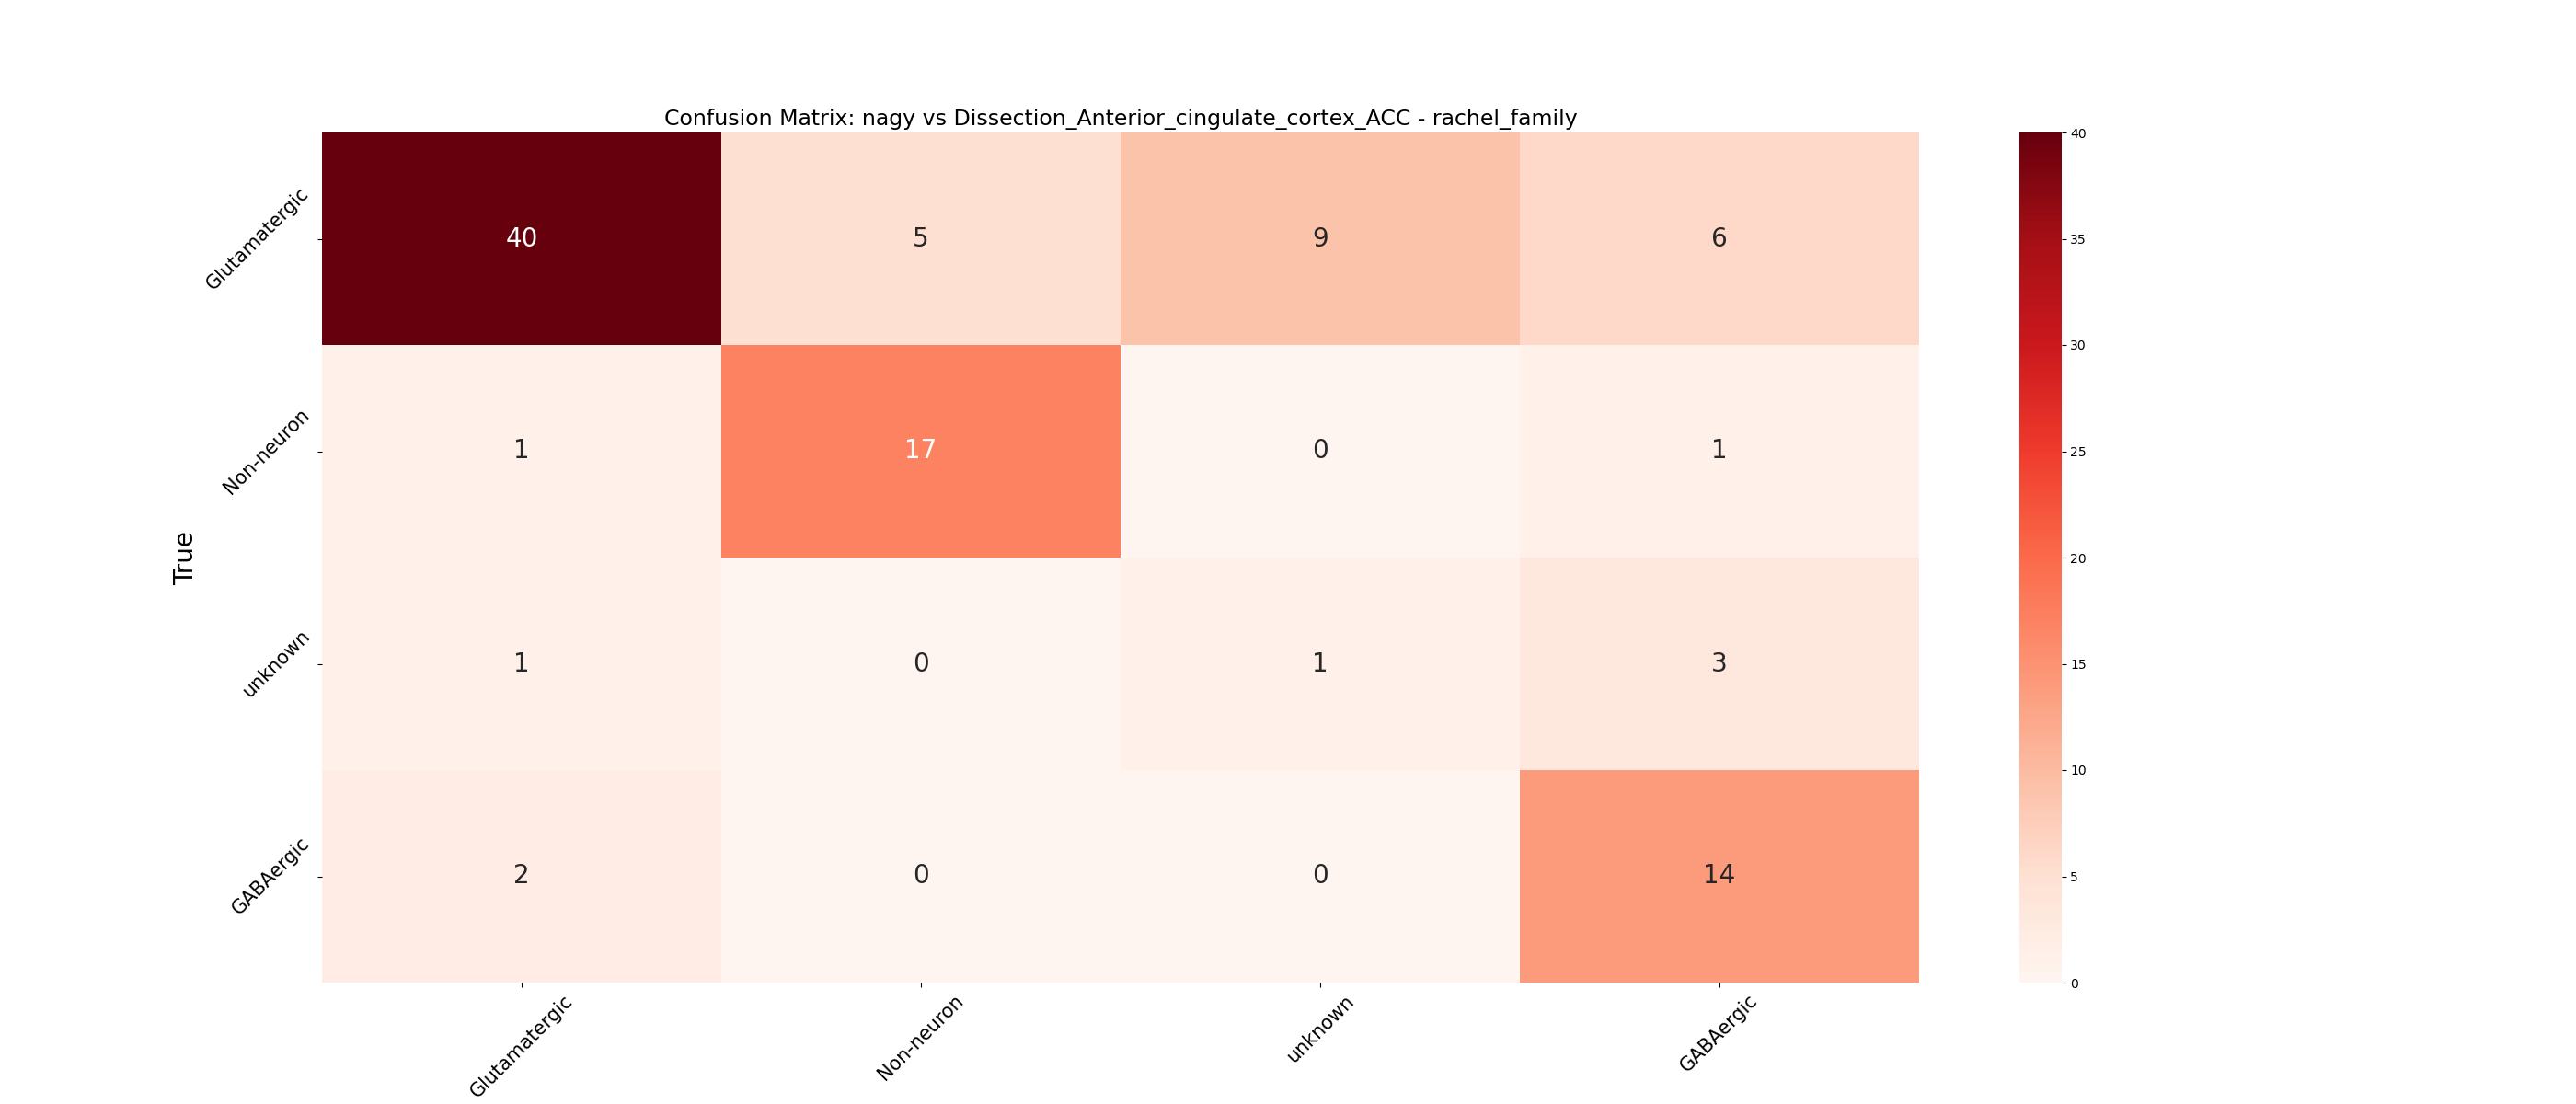 Confusion Matrix: nagy vs Dissection_Anterior_cingulate_cortex_ACC - rachel_family
True
Glutamatergic 40 5 9 6
Non-neuron 1 17 0 1
unknown 1 0 1 3
GABAergic 2 0 0 14
Glutamatergic Non-neuron unknown GABAergic
40
35
30
25
20
15
10
5
0